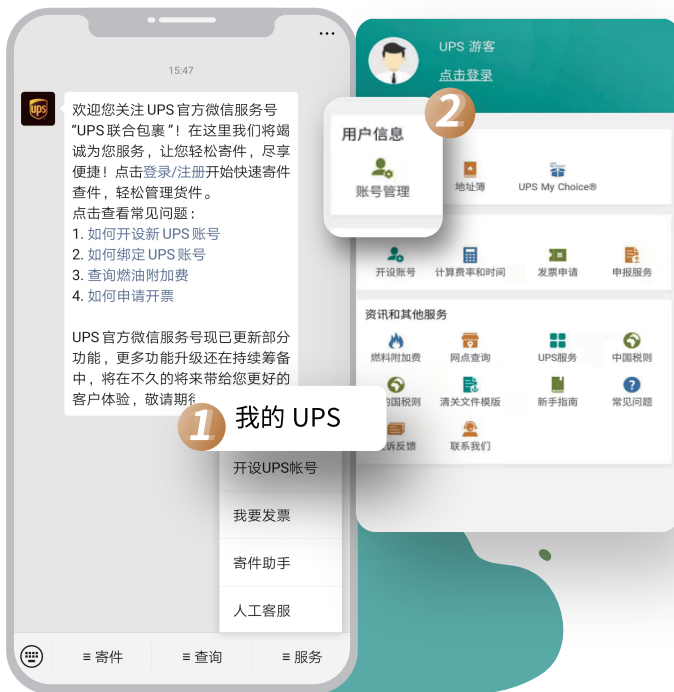 15:47
ups
欢迎您关注 UPS 官方微信服务号
“UPS 联合包裹 ”！在这里我们将竭
诚为您服务，让您轻松寄件，尽享
便捷！点击登录/注册开始快速寄件
查件，轻松管理货件。
点击查看常见问题：
1. 如何开设新 UPS 账号
2. 如何绑定 UPS 账号
3. 查询燃油附加费
4. 如何申请开票
UPS 官方微信服务号现已更新部分
功能，更多功能升级还在持续筹备
中，将在不久的将来带给您更好的
客户体验，敬请期
1 我的 UPS
开设UPS帐号
我要发票
寄件助手
人工客服
≡ 寄件 ≡ 查询 ≡ 服务
UPS 游客
点击登录
2
用户信息
账号管理 地址簿 UPS My Choice®
开设账号 计算费率和时间 发票申请 申报服务
资讯和其他服务
燃料附加费 网点查询 UPS服务 中国税则
国税则 清关文件模版 新手指南 常见问题
诉反馈 联系我们